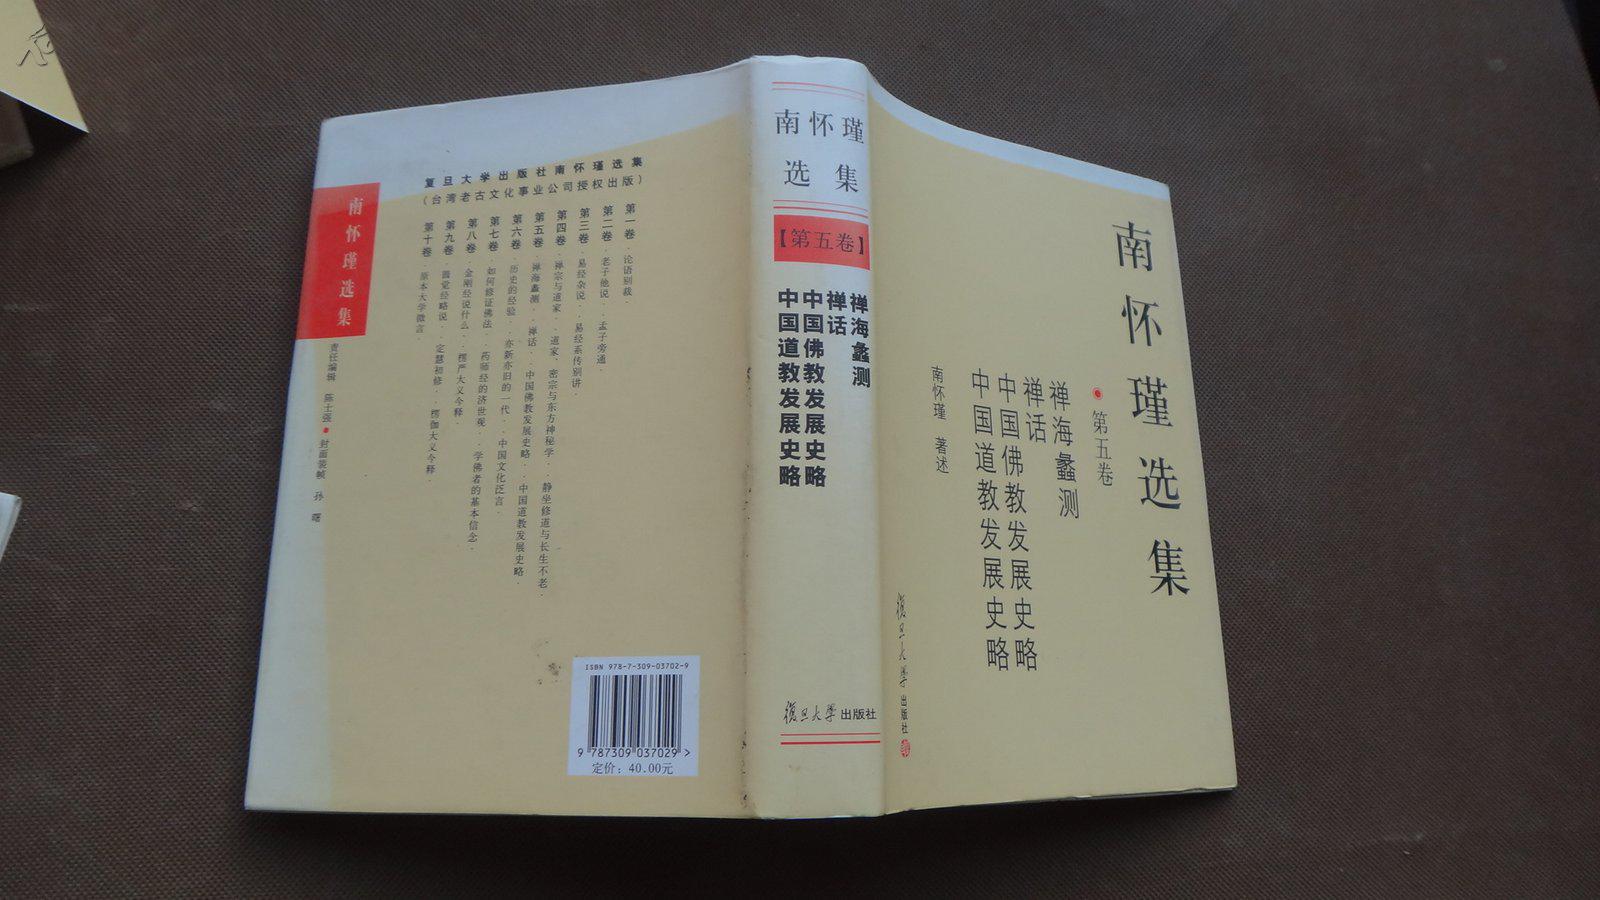 南怀瑾选集
第五卷
禅海蠡测
禅话
中国佛教发展史略
中国道教发展史略
南怀瑾 著述
復旦大学出版社
南怀瑾
选集
【第五卷】
禅海蠡测
禅话
中国佛教发展史略
中国道教发展史略
復旦大学出版社
复旦大学出版社南怀瑾选集
(台湾老古文化事业公司授权出版)
第一卷·论语别裁·
第二卷·老子他说·孟子旁通·
第三卷·易经杂说·易经系传别讲·
第四卷·禅宗与道家·道家、密宗与东方神秘学·静坐修道与长生不老·
第五卷·禅海蠡测·禅话·中国佛教发展史略·中国道教发展史略·
第六卷·历史的经验·亦新亦旧的一代·中国文化泛言·
第七卷·如何修证佛法·药师经的济世观·学佛者的基本信念·
第八卷·金刚经说什么·楞严大义今释·
第九卷·圆觉经略说·定慧初修·楞伽大义今释·
第十卷·原本大学微言·
南怀瑾选集
责任编辑 陈士强·封面装帧 孙曙
ISBN 978-7-309-03702-9
9 787309 037029 >
定价：40.00元